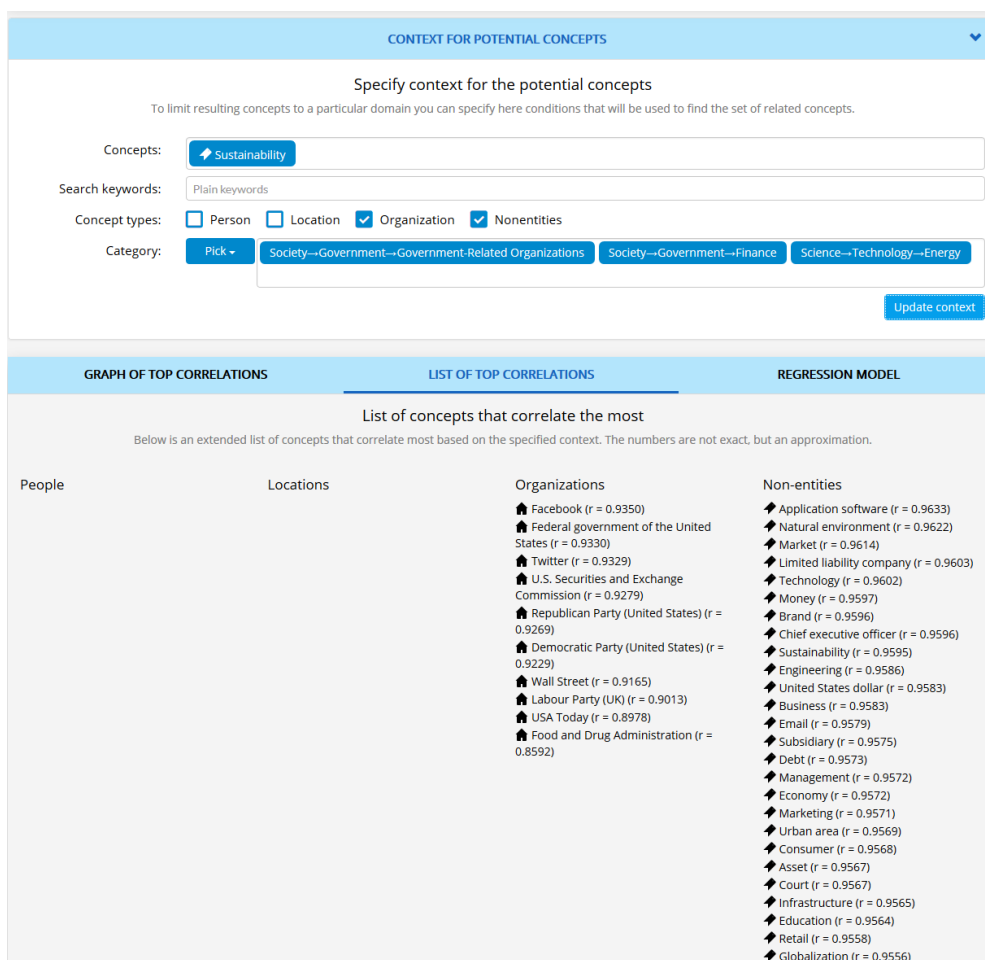 CONTEXT FOR POTENTIAL CONCEPTS
Specify context for the potential concepts
To limit resulting concepts to a particular domain you can specify here conditions that will be used to find the set of related concepts.
Concepts:
Sustainability
Search keywords:
Plain keywords
Concept types:
Person
Location
Organization
Nonentities
Category:
Pick
Society→Government→Government-Related Organizations
Society→Government→Finance
Science→Technology→Energy
Update context
GRAPH OF TOP CORRELATIONS
LIST OF TOP CORRELATIONS
REGRESSION MODEL
List of concepts that correlate the most
Below is an extended list of concepts that correlate most based on the specified context. The numbers are not exact, but an approximation.
People
Locations
Organizations
Facebook (r = 0.9350)
Federal government of the United
States (r = 0.9330)
Twitter (r = 0.9329)
U.S. Securities and Exchange
Commission (r = 0.9279)
Republican Party (United States) (r =
0.9269)
Democratic Party (United States) (r =
0.9229)
Wall Street (r = 0.9165)
Labour Party (UK) (r = 0.9013)
USA Today (r = 0.8978)
Food and Drug Administration (r =
0.8592)
Non-entities
Application software (r = 0.9633)
Natural environment (r = 0.9622)
Market (r = 0.9614)
Limited liability company (r = 0.9603)
Technology (r = 0.9602)
Money (r = 0.9597)
Brand (r = 0.9596)
Chief executive officer (r = 0.9596)
Sustainability (r = 0.9595)
Engineering (r = 0.9586)
United States dollar (r = 0.9583)
Business (r = 0.9583)
Email (r = 0.9579)
Subsidiary (r = 0.9575)
Debt (r = 0.9573)
Management (r = 0.9572)
Economy (r = 0.9572)
Marketing (r = 0.9571)
Urban area (r = 0.9569)
Consumer (r = 0.9568)
Asset (r = 0.9567)
Court (r = 0.9567)
Infrastructure (r = 0.9565)
Education (r = 0.9564)
Retail (r = 0.9558)
Globalization (r = 0.9556)